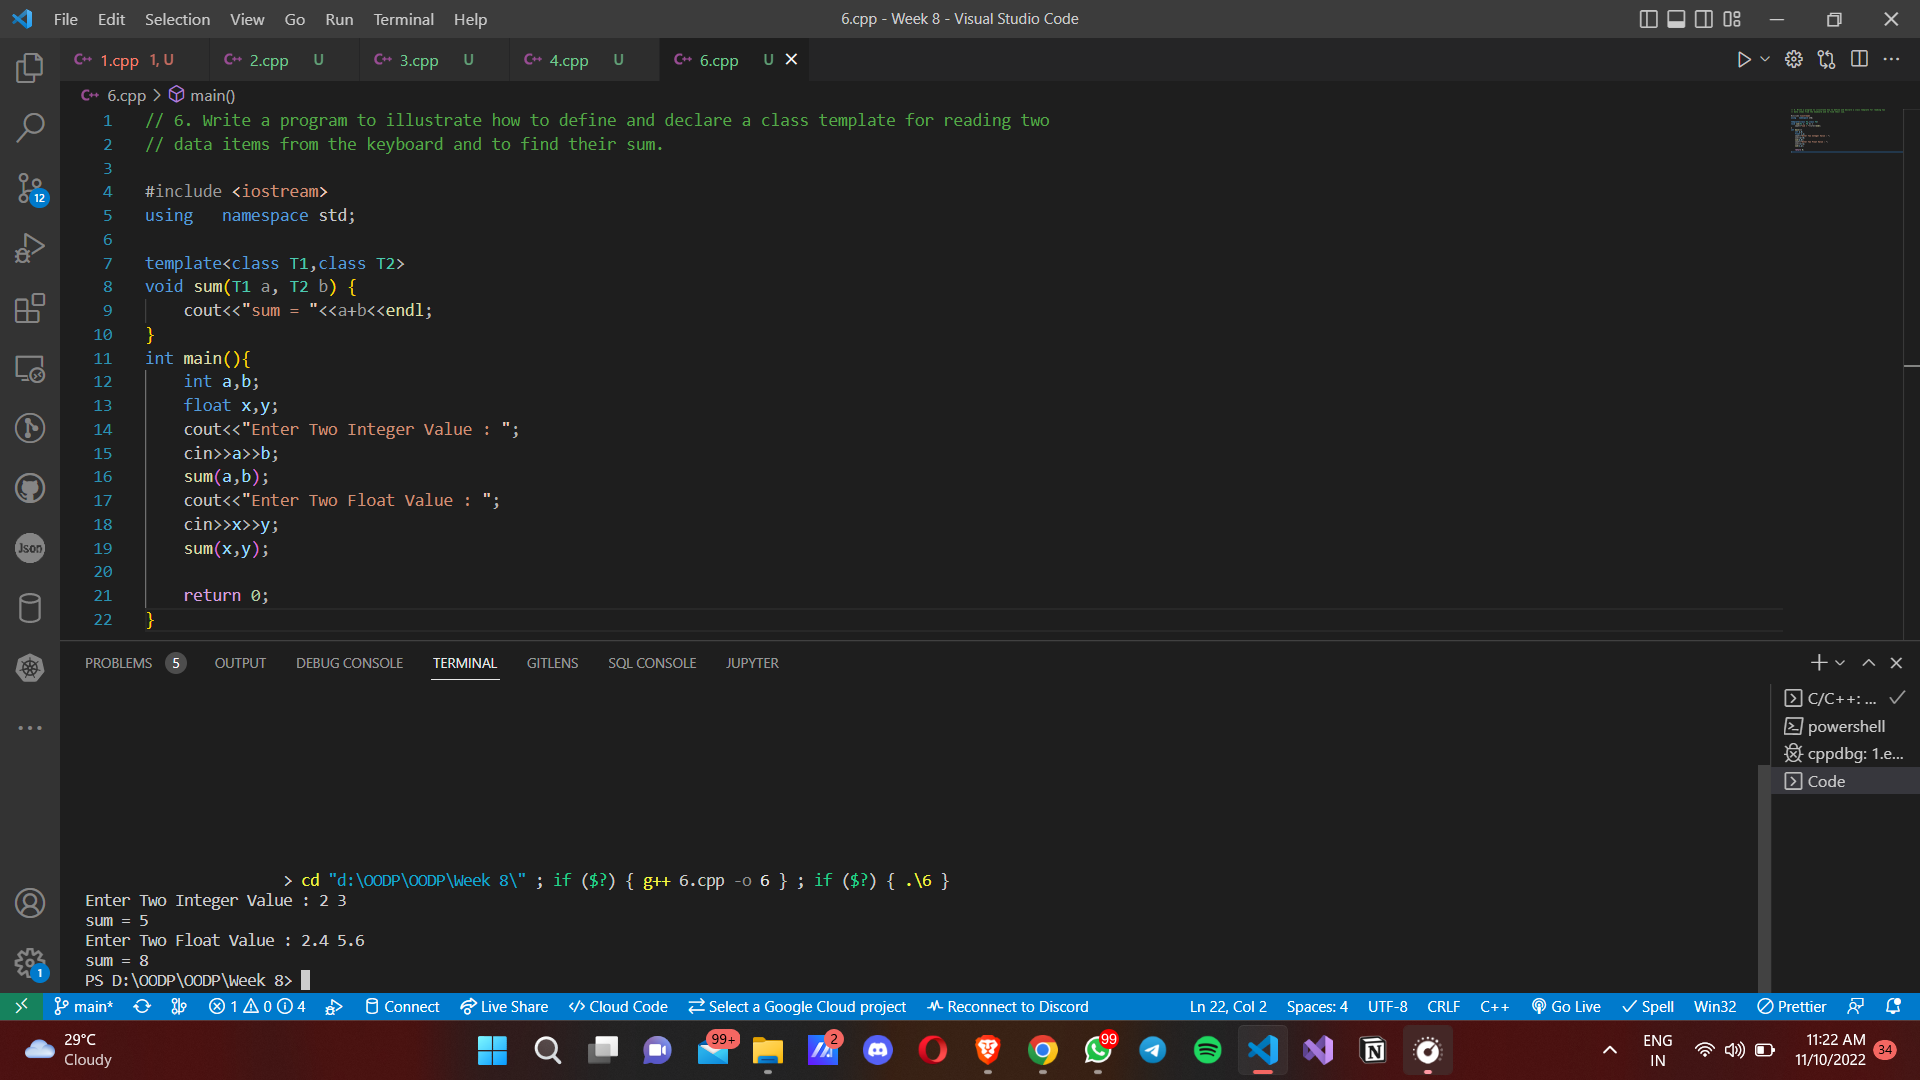 File Edit Selection View Go Run Terminal Help
6.cpp - Week 8 - Visual Studio Code
1.cpp 1, U
2.cpp U
3.cpp U
4.cpp U
6.cpp U
6.cpp > main()
1 // 6. Write a program to illustrate how to define and declare a class template for reading two
2 // data items from the keyboard and to find their sum.
3
4 #include <iostream>
5 using   namespace std;
6
7 template<class T1,class T2>
8 void sum(T1 a, T2 b) {
9     cout<<"sum = "<<a+b<<endl;
10 }
11 int main(){
12     int a,b;
13     float x,y;
14     cout<<"Enter Two Integer Value : ";
15     cin>>a>>b;
16     sum(a,b);
17     cout<<"Enter Two Float Value : ";
18     cin>>x>>y;
19     sum(x,y);
20
21     return 0;
22 }
12
Json
1
PROBLEMS 5 OUTPUT DEBUG CONSOLE TERMINAL GITLENS SQL CONSOLE JUPYTER
C/C++: ...
powershell
cppdbg: 1.e...
Code
> cd "d:\OODP\OODP\Week 8\" ; if ($?) { g++ 6.cpp -o 6 } ; if ($?) { .\6 }
Enter Two Integer Value : 2 3
sum = 5
Enter Two Float Value : 2.4 5.6
sum = 8
PS D:\OODP\OODP\Week 8>
main* 1 0 4 Connect Live Share Cloud Code Select a Google Cloud project Reconnect to Discord
Ln 22, Col 2 Spaces: 4 UTF-8 CRLF C++ Go Live Spell Win32 Prettier
29°C
Cloudy
99+
2
99
ENG
IN
11:22 AM
11/10/2022
34